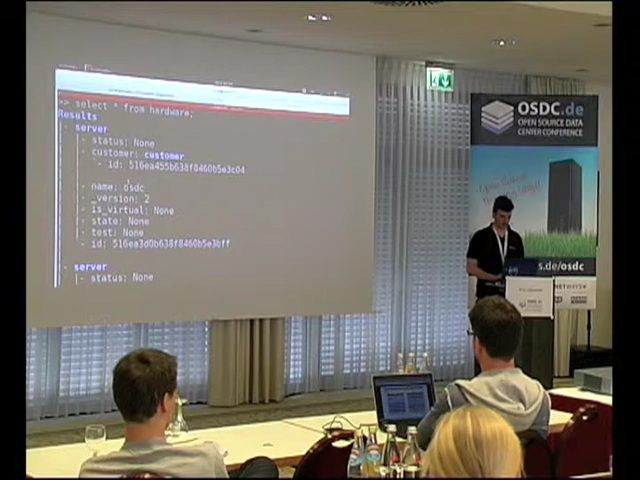 >> select * from hardware;
Results
|- server
|- status: None
|- customer: customer
|- id: 516ea455b638f8460b5e3c04
|- name: osdc
|- _version: 2
|- is_virtual: None
|- state: None
|- test: None
- id: 516ea3d0b638f8460b5e3bff
- server
|- status: None
OSDC.de
OPEN SOURCE DATA
CENTER CONFERENCE
s.de/osdc